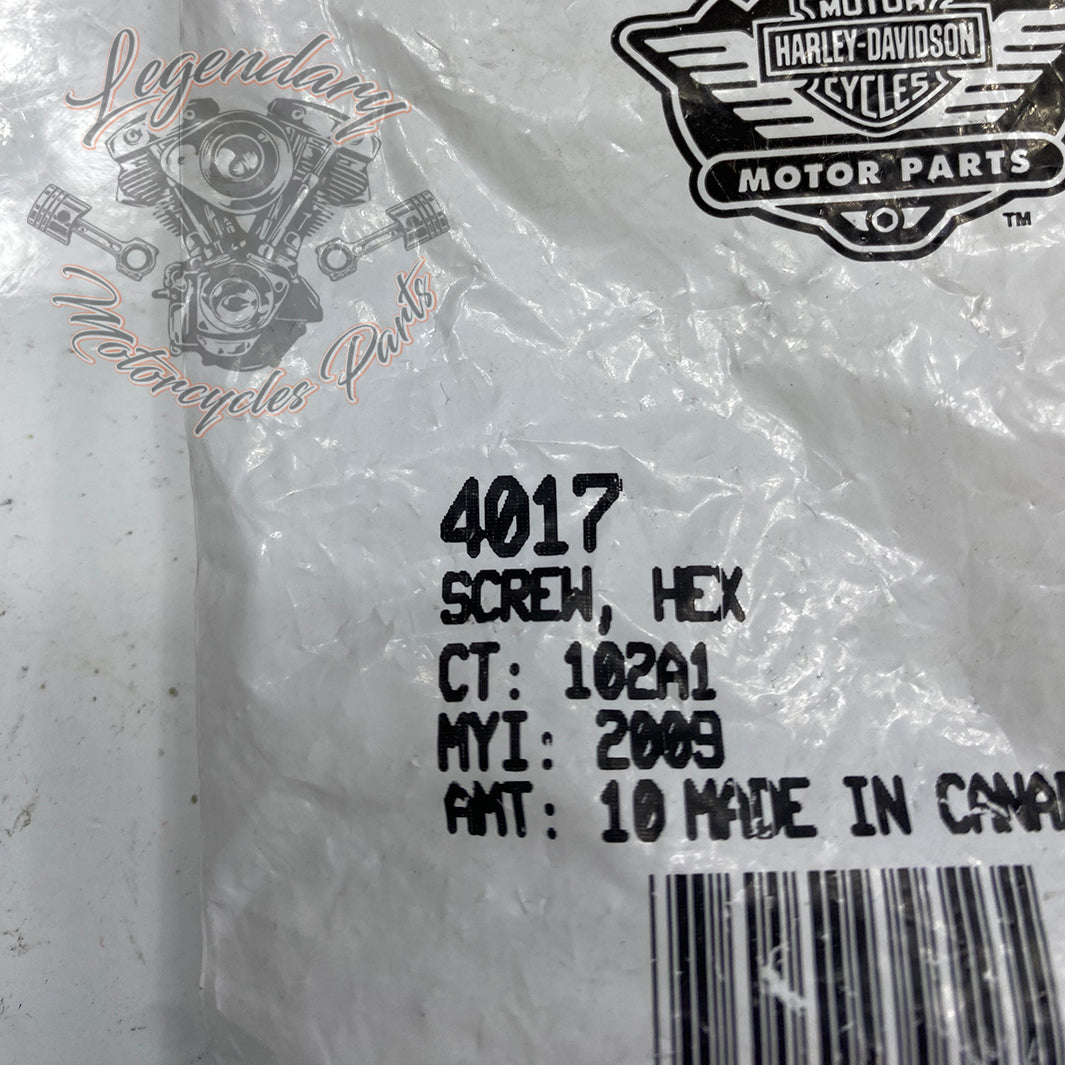 Legendary
Motorcycles Parts
MOTOR
HARLEY-DAVIDSON
CYCLES
MOTOR PARTS
™
4017
SCREW, HEX
CT: 102A1
MYI: 2009
AMT: 10 MADE IN CANA